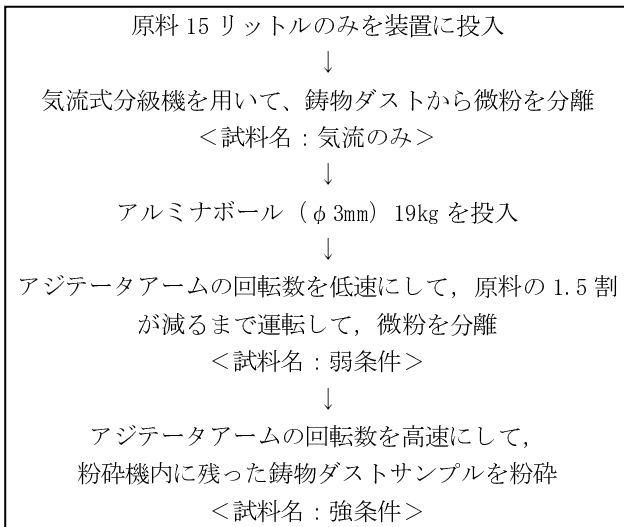 原料 15 リットルのみを装置に投入
↓
気流式分級機を用いて、鋳物ダストから微粉を分離
＜試料名：気流のみ＞
↓
アルミナボール（φ3mm）19kg を投入
↓
アジテータアームの回転数を低速にして，原料の 1.5 割
が減るまで運転して，微粉を分離
＜試料名：弱条件＞
↓
アジテータアームの回転数を高速にして，
粉砕機内に残った鋳物ダストサンプルを粉砕
＜試料名：強条件＞